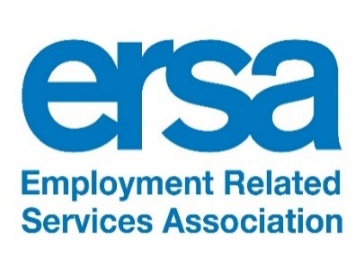 ersa
Employment Related
Services Association